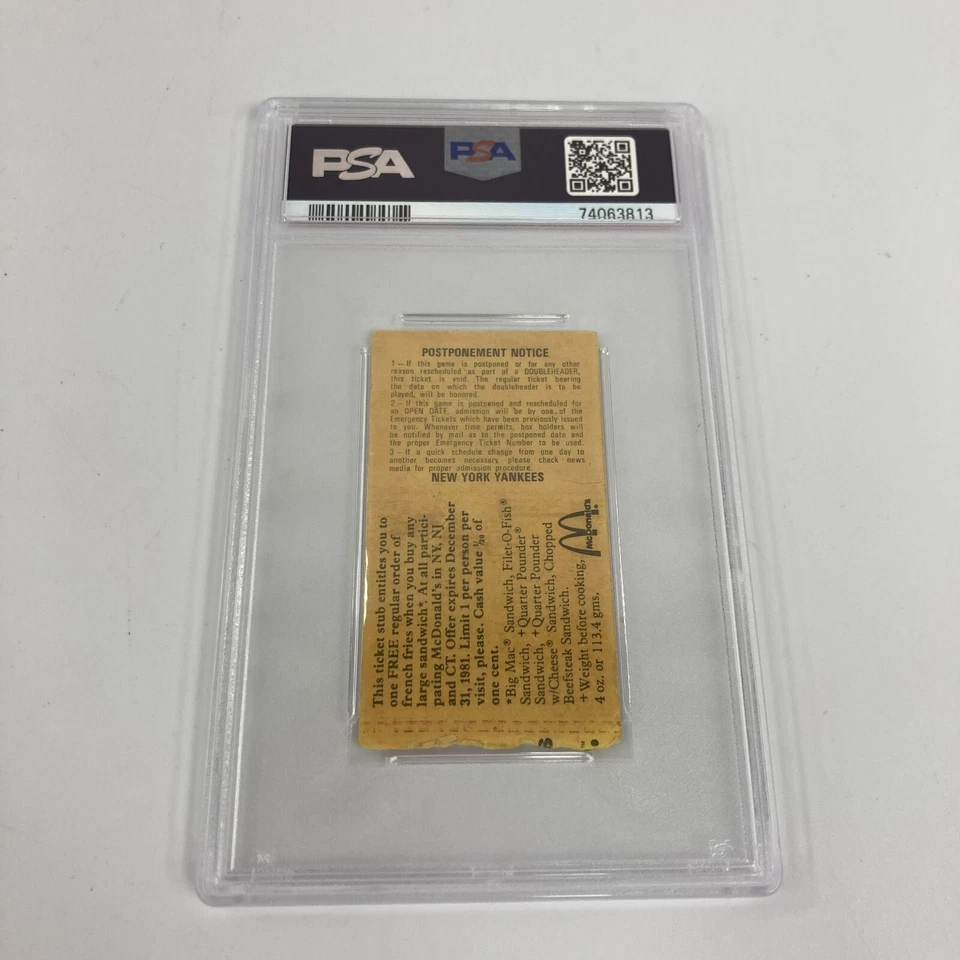 PSA
PSA
74063813
POSTPONEMENT NOTICE
1—If this game is postponed or for any other
reason rescheduled as part of a DOUBLEHEADER,
this ticket is void. The regular ticket bearing
the date on which the doubleheader is to be
played, will be honored.
2.—If this game is postponed and rescheduled for
an OPEN DATE, admission will be by one of the
Emergency Tickets which have been previously issued
to you. Whenever time permits, box holders will
be notified by mail as to the postponed date and
the proper Emergency Ticket Number to be used.
3—If a quick schedule change from one day to
another becomes necessary, please check news
media for proper admission procedure.
NEW YORK YANKEES
This ticket stub entitles you to
one FREE regular order of
french fries when you buy any
large sandwich*. At all partici-
pating McDonald's in NY, NJ
and CT. Offer expires December
31, 1981. Limit 1 per person per
visit, please. Cash value 1/20 of
one cent.
*Big Mac® Sandwich, Filet-O-Fish®
Sandwich, +Quarter Pounder®
Sandwich, +Quarter Pounder
w/Cheese® Sandwich, Chopped
Beefsteak Sandwich.
+Weight before cooking,
4 oz. or 113.4 gms.
McDonald's